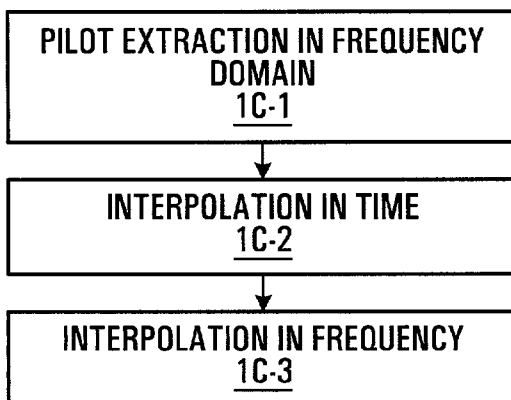 PILOT EXTRACTION IN FREQUENCY
DOMAIN
1C-1
INTERPOLATION IN TIME
1C-2
INTERPOLATION IN FREQUENCY
1C-3